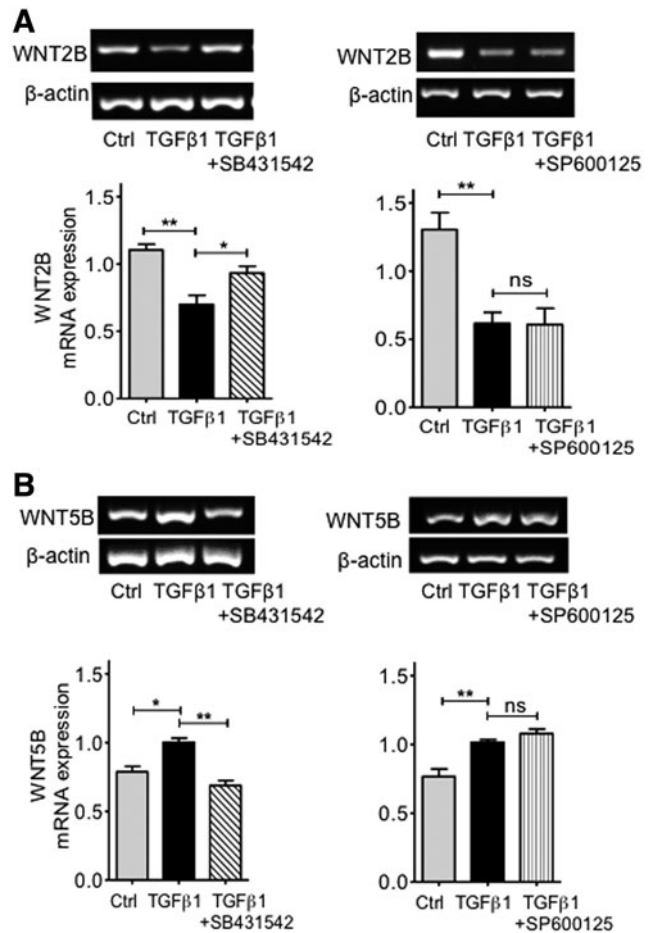 A
WNT2B
β-actin
Ctrl TGFβ1 TGFβ1
+SB431542
WNT2B
β-actin
Ctrl TGFβ1 TGFβ1
+SP600125
WNT2B
mRNA expression
1.5
1.0
0.5
0.0
**
*
Ctrl TGFβ1 TGFβ1
+SB431542
1.5
1.0
0.5
0.0
**
ns
Ctrl TGFβ1 TGFβ1
+SP600125
B
WNT5B
β-actin
Ctrl TGFβ1 TGFβ1
+SB431542
WNT5B
β-actin
Ctrl TGFβ1 TGFβ1
+SP600125
WNT5B
mRNA expression
1.5
1.0
0.5
0.0
*
**
Ctrl TGFβ1 TGFβ1
+SB431542
1.5
1.0
0.5
0.0
**
ns
Ctrl TGFβ1 TGFβ1
+SP600125